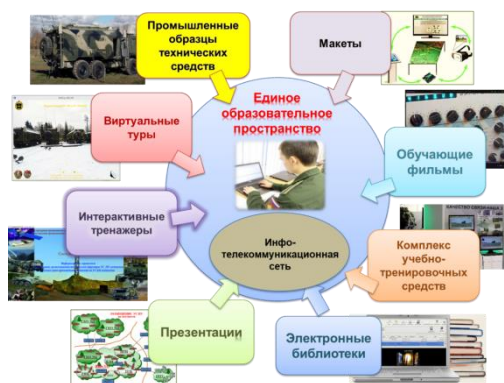 Промышленные
образцы
технических
средств
Макеты
Единое
образовательное
пространство
Виртуальные
туры
Обучающие
фильмы
Интерактивные
тренажеры
Инфо-
телекоммуникационная
сеть
Комплекс
учебно-
тренировочных
средств
Презентации
Электронные
библиотеки